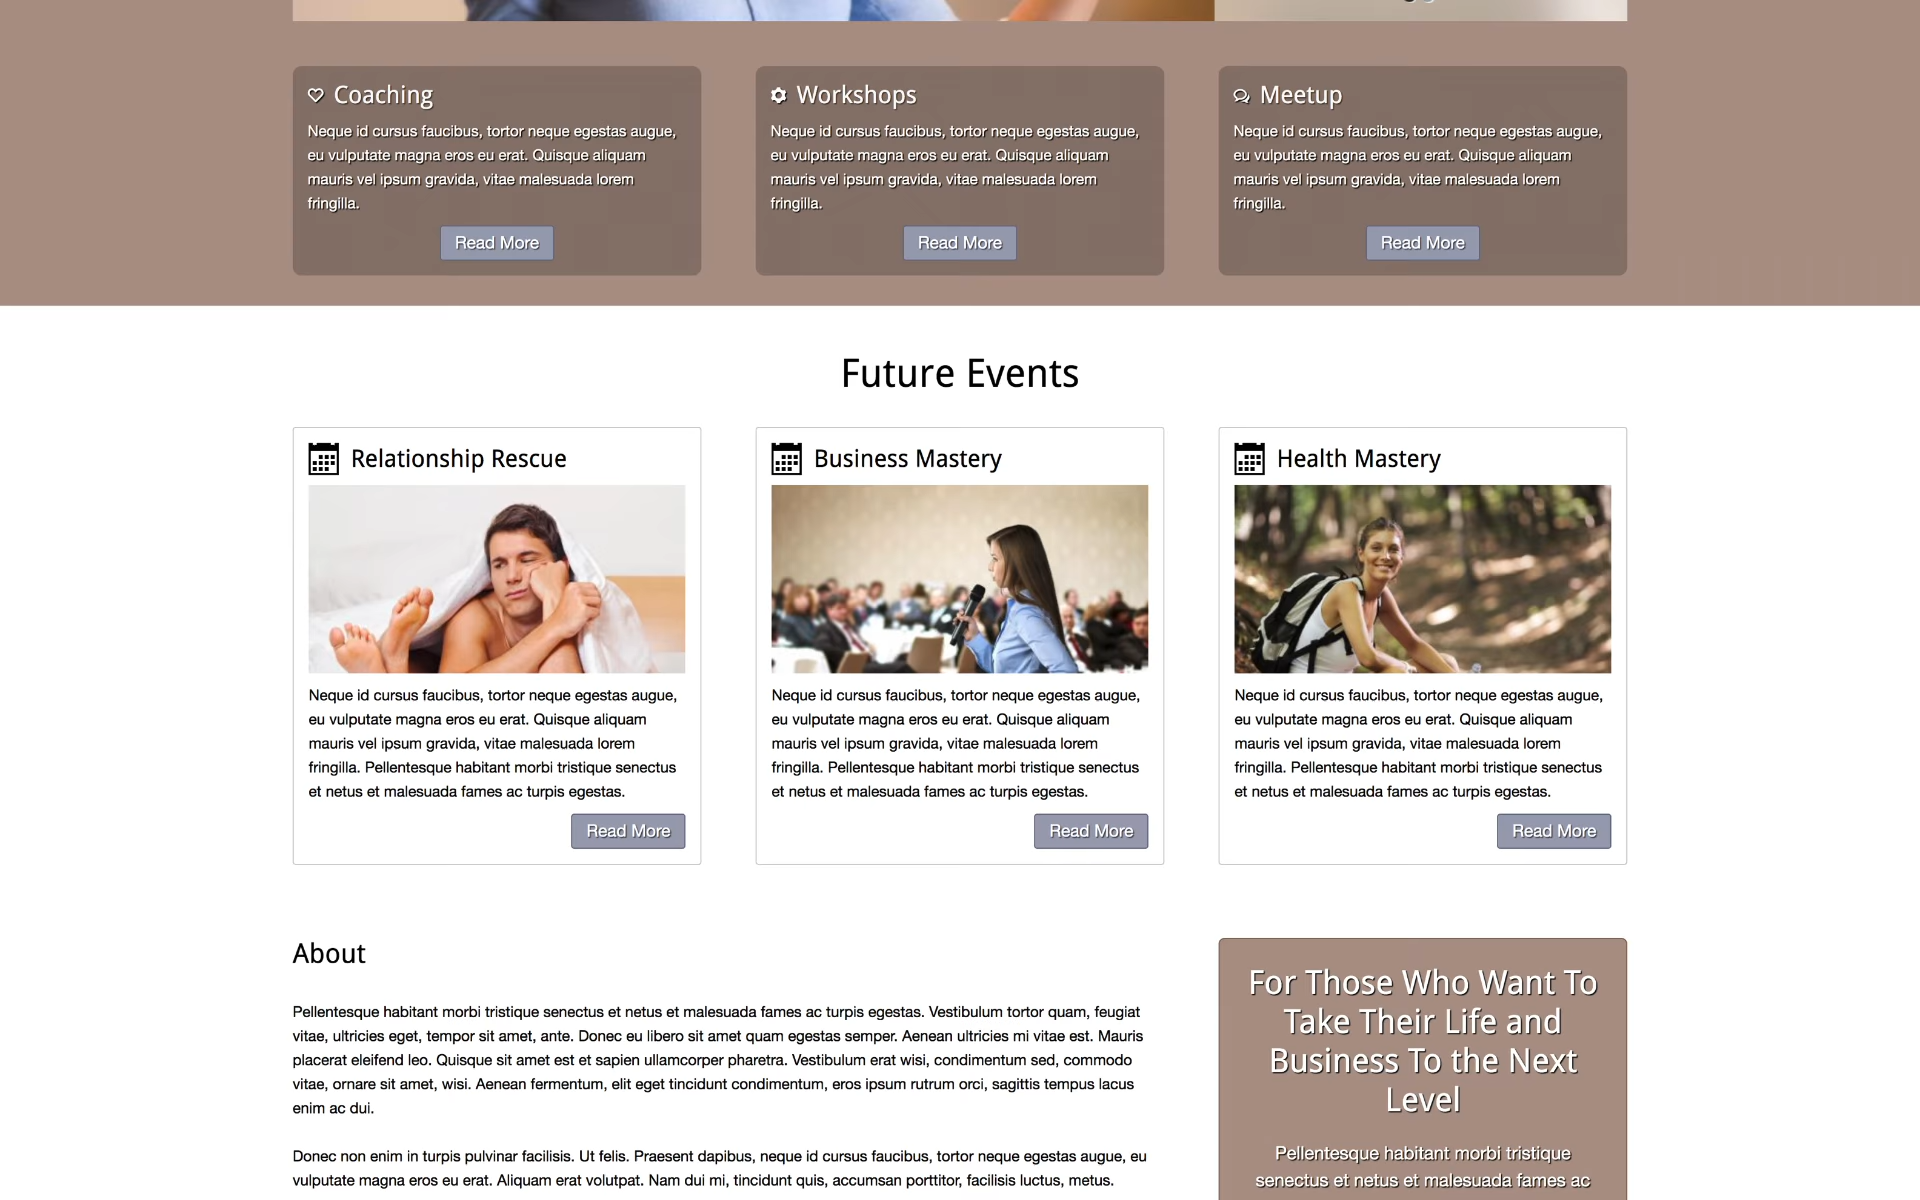 Coaching
Neque id cursus faucibus, tortor neque egestas augue,
eu vulputate magna eros eu erat. Quisque aliquam
mauris vel ipsum gravida, vitae malesuada lorem
fringilla.
Read More
Workshops
Neque id cursus faucibus, tortor neque egestas augue,
eu vulputate magna eros eu erat. Quisque aliquam
mauris vel ipsum gravida, vitae malesuada lorem
fringilla.
Read More
Meetup
Neque id cursus faucibus, tortor neque egestas augue,
eu vulputate magna eros eu erat. Quisque aliquam
mauris vel ipsum gravida, vitae malesuada lorem
fringilla.
Read More
Future Events
Relationship Rescue
Neque id cursus faucibus, tortor neque egestas augue,
eu vulputate magna eros eu erat. Quisque aliquam
mauris vel ipsum gravida, vitae malesuada lorem
fringilla. Pellentesque habitant morbi tristique senectus
et netus et malesuada fames ac turpis egestas.
Read More
Business Mastery
Neque id cursus faucibus, tortor neque egestas augue,
eu vulputate magna eros eu erat. Quisque aliquam
mauris vel ipsum gravida, vitae malesuada lorem
fringilla. Pellentesque habitant morbi tristique senectus
et netus et malesuada fames ac turpis egestas.
Read More
Health Mastery
Neque id cursus faucibus, tortor neque egestas augue,
eu vulputate magna eros eu erat. Quisque aliquam
mauris vel ipsum gravida, vitae malesuada lorem
fringilla. Pellentesque habitant morbi tristique senectus
et netus et malesuada fames ac turpis egestas.
Read More
About
Pellentesque habitant morbi tristique senectus et netus et malesuada fames ac turpis egestas. Vestibulum tortor quam, feugiat
vitae, ultricies eget, tempor sit amet, ante. Donec eu libero sit amet quam egestas semper. Aenean ultricies mi vitae est. Mauris
placerat eleifend leo. Quisque sit amet est et sapien ullamcorper pharetra. Vestibulum erat wisi, condimentum sed, commodo
vitae, ornare sit amet, wisi. Aenean fermentum, elit eget tincidunt condimentum, eros ipsum rutrum orci, sagittis tempus lacus
enim ac dui.
Donec non enim in turpis pulvinar facilisis. Ut felis. Praesent dapibus, neque id cursus faucibus, tortor neque egestas augue, eu
vulputate magna eros eu erat. Aliquam erat volutpat. Nam dui mi, tincidunt quis, accumsan porttitor, facilisis luctus, metus.
For Those Who Want To
Take Their Life and
Business To the Next
Level
Pellentesque habitant morbi tristique
senectus et netus et malesuada fames ac